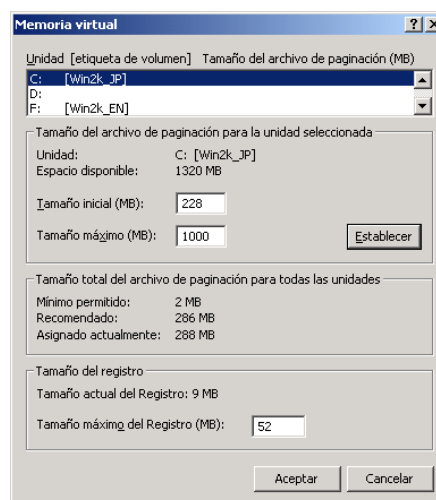 Memoria virtual
Unidad [etiqueta de volumen] Tamaño del archivo de paginación (MB)
C: [Win2k_JP]
D:
F: [Win2k_EN]
Tamaño del archivo de paginación para la unidad seleccionada
Unidad: C: [Win2k_JP]
Espacio disponible: 1320 MB
Tamaño inicial (MB): 228
Tamaño máximo (MB): 1000
Establecer
Tamaño total del archivo de paginación para todas las unidades
Mínimo permitido: 2 MB
Recomendado: 286 MB
Asignado actualmente: 288 MB
Tamaño del registro
Tamaño actual del Registro: 9 MB
Tamaño máximo del Registro (MB): 52
Aceptar Cancelar